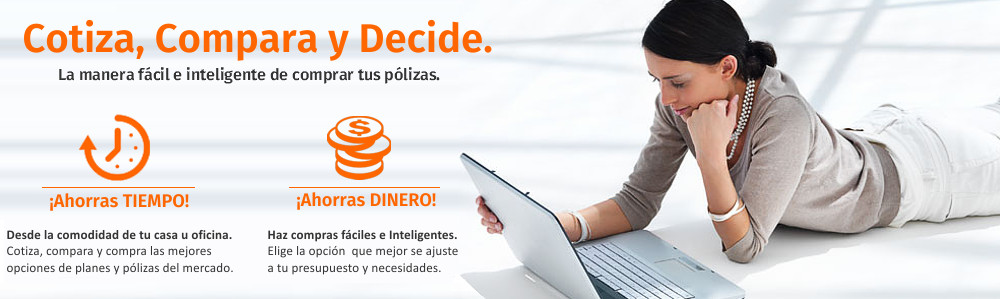 Cotiza, Compara y Decide.
La manera fácil e inteligente de comprar tus pólizas.
$
¡Ahorras TIEMPO!
Desde la comodidad de tu casa u oficina.
Cotiza, compara y compra las mejores
opciones de planes y pólizas del mercado.
¡Ahorras DINERO!
Haz compras fáciles e Inteligentes.
Elige la opción que mejor se ajuste
a tu presupuesto y necesidades.